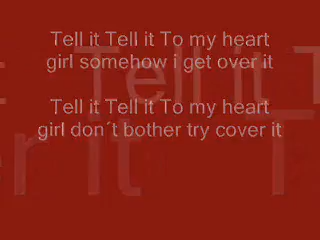 Tell it Tell it To my heart
girl somehow i get over it
Tell it Tell it To my heart
girl don´t bother try cover it